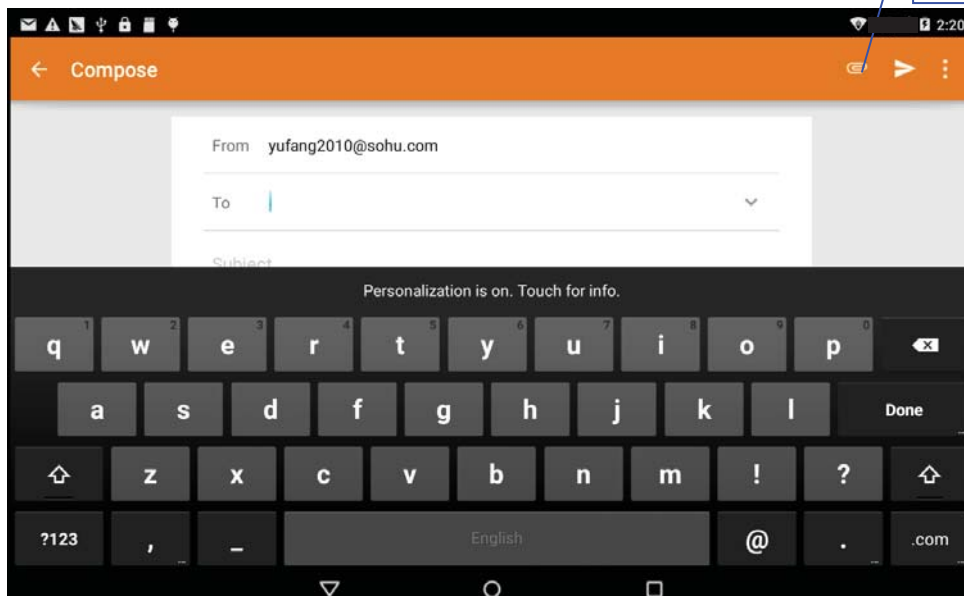 2:20
Compose
From yufang2010@sohu.com
To
Subject
Personalization is on. Touch for info.
1 2 3 4 5 6 7 8 9 0
q w e r t y u i o p
a s d f g h j k l Done
z x c v b n m ! ?
?123 , _ English @ . .com